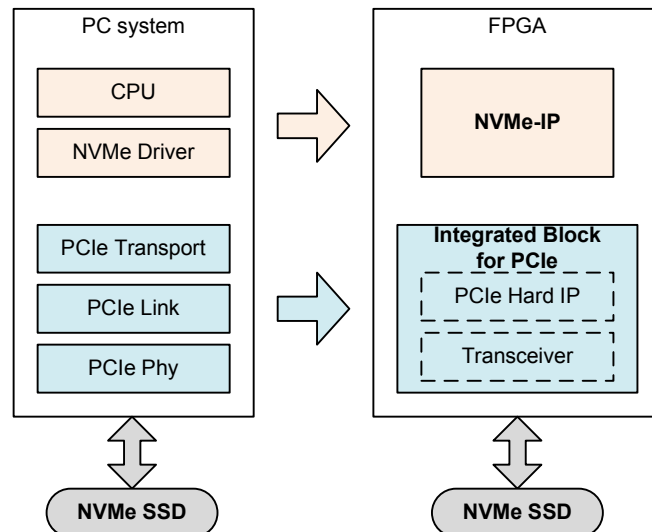 PC system
CPU
NVMe Driver
PCIe Transport
PCIe Link
PCIe Phy
NVMe SSD
FPGA
NVMe-IP
Integrated Block
for PCIe
PCIe Hard IP
Transceiver
NVMe SSD